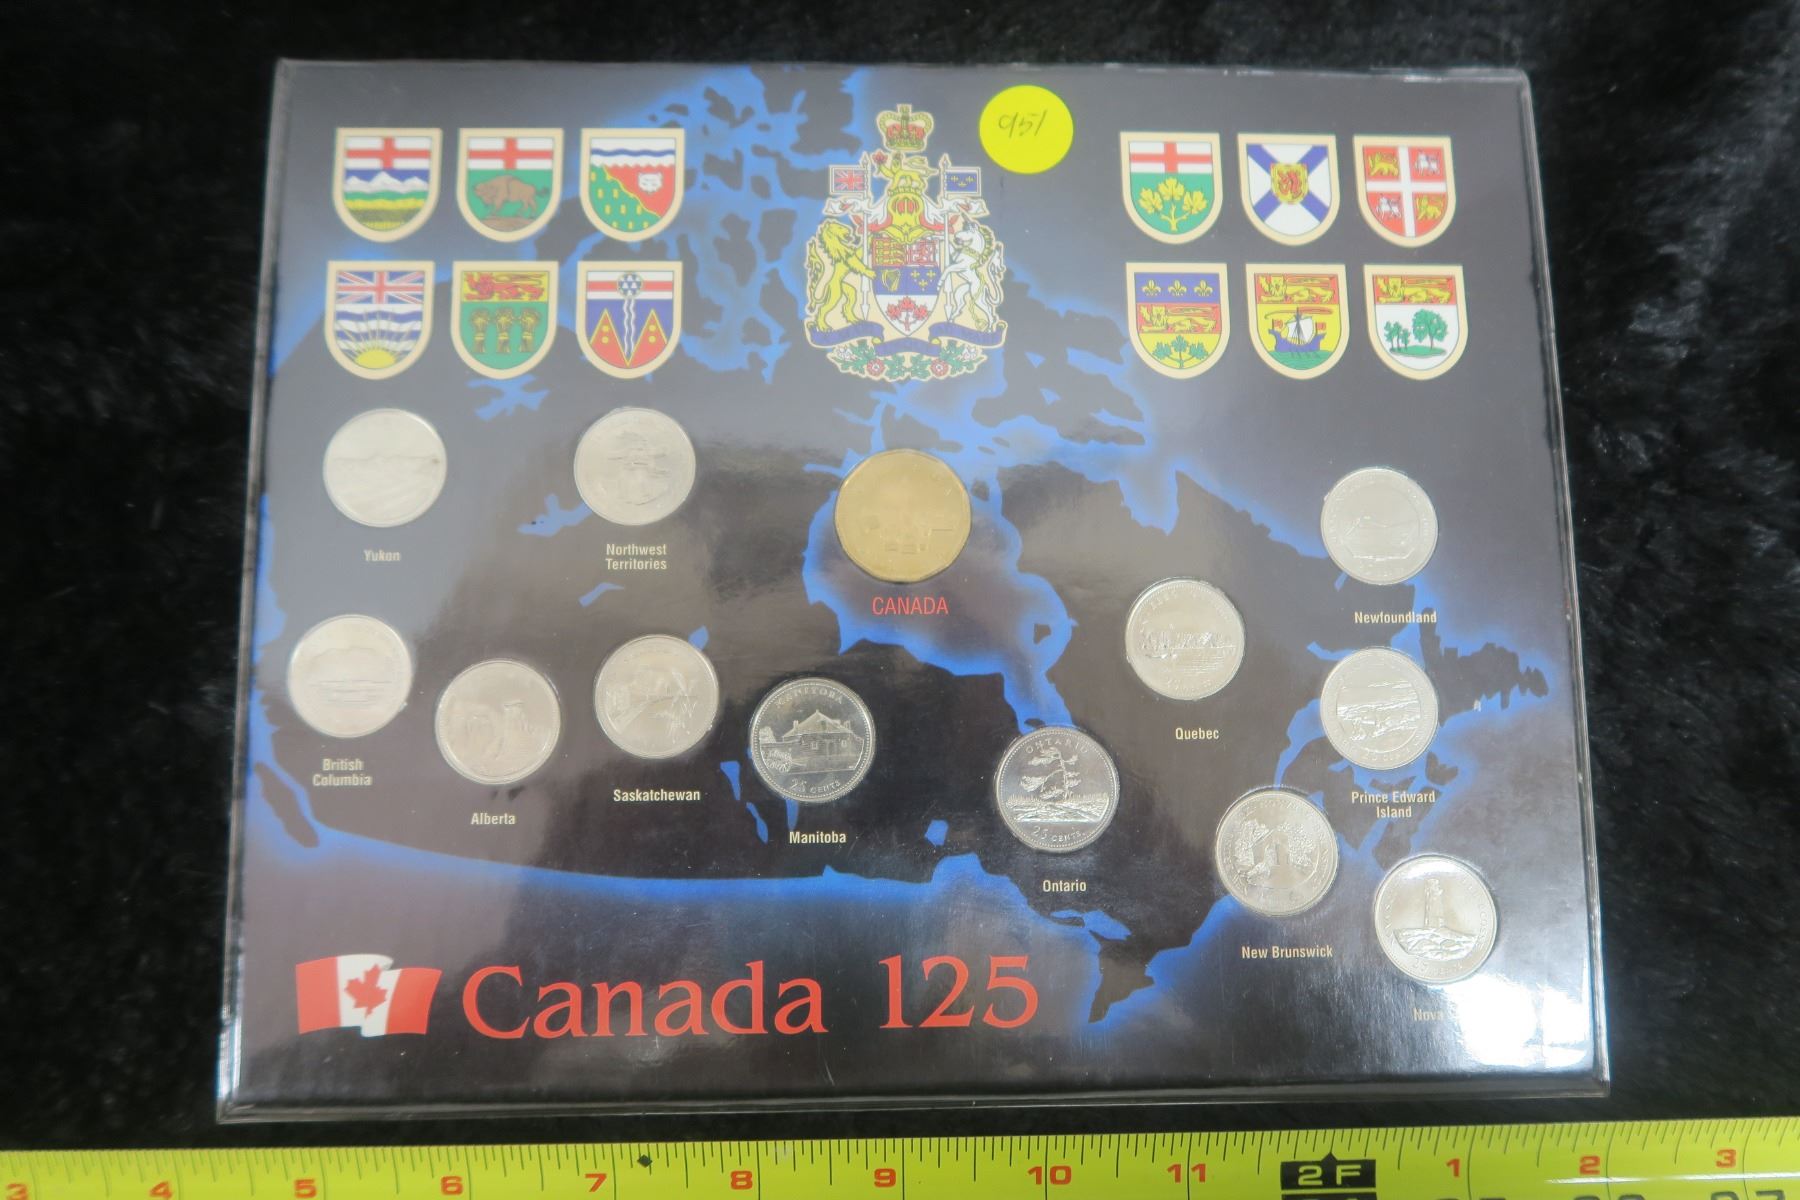 951
Yukon
Northwest
Territories
CANADA
Newfoundland
British
Columbia
Alberta
Saskatchewan
MANITOBA
25 CENTS
Manitoba
ONTARIO
25 CENTS
Ontario
Quebec
Prince Edward
Island
New Brunswick
Nova
Canada 125
3 4 5 6 7 8 9 10 11 2F 1 2 3